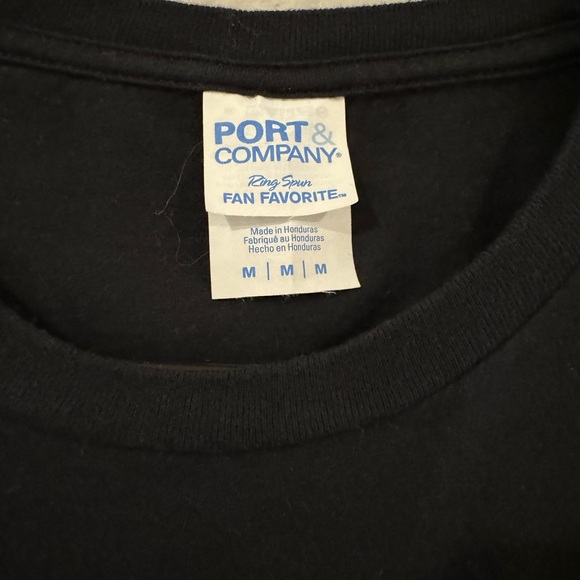 PORT &
COMPANY®
Ring Spun
FAN FAVORITE™
Made in Honduras
Fabriqué au Honduras
Hecho en Honduras
M | M | M